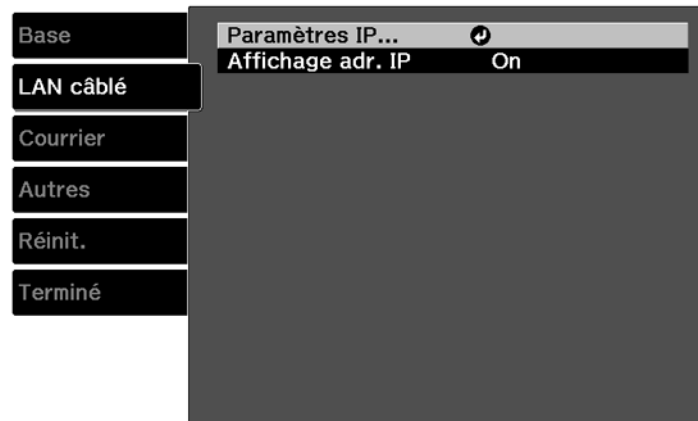 Base
LAN câblé
Courrier
Autres
Réinit.
Terminé
Paramètres IP...
Affichage adr. IP On